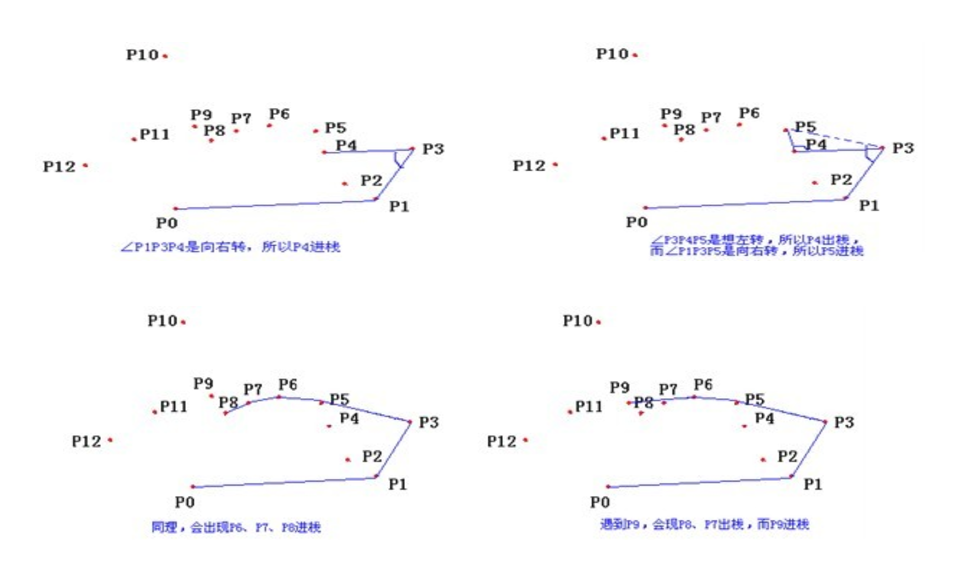 P10
P9
P8
P7
P6
P11
P5
P4
P3
P12
P2
P0
P1
∠P1P3P4是向右转，所以P4进栈
P10
P9
P8
P7
P6
P11
P5
P4
P3
P12
P2
P0
P1
∠P3P4P5是想左转，所以P4出栈，
而∠P1P3P5是向右转，所以P5进栈
P10
P9
P7
P6
P8
P11
P5
P4
P3
P12
P2
P0
P1
同理，会出现P6、P7、P8进栈
P10
P9
P7
P6
P8
P11
P5
P4
P3
P12
P2
P0
P1
遇到P9，会现P8、P7出栈，而P9进栈